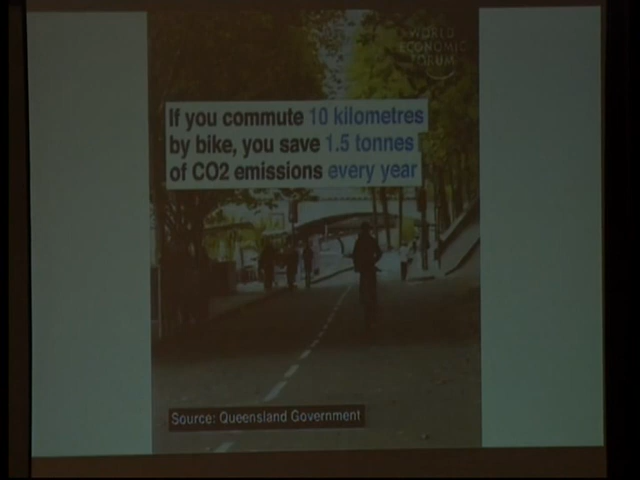 WORLD
ECONOMIC
FORUM
If you commute 10 kilometres
by bike, you save 1.5 tonnes
of CO2 emissions every year
Source: Queensland Government